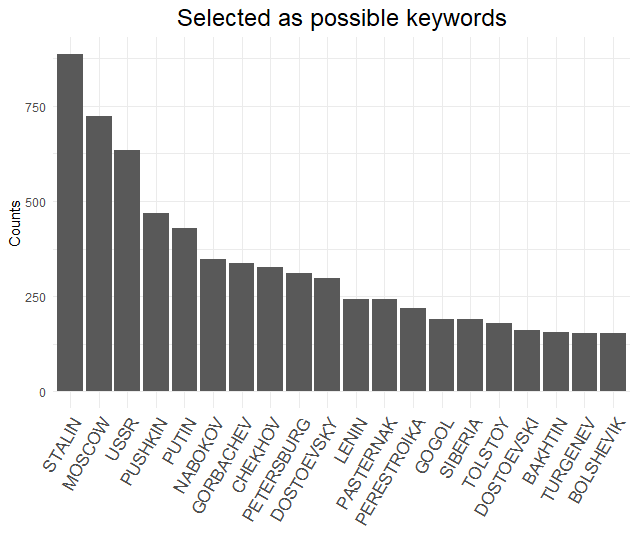 Selected as possible keywords
Counts
750
500
250
0
STALIN
MOSCOW
USSR
PUSHKIN
PUTIN
NABOKOV
GORBACHEV
CHEKHOV
PETERSBURG
DOSTOEVSKY
LENIN
PASTERNAK
PERESTROIKA
GOGOL
SIBERIA
TOLSTOY
DOSTOEVSKI
BAKHTIN
TURGENEV
BOLSHEVIK